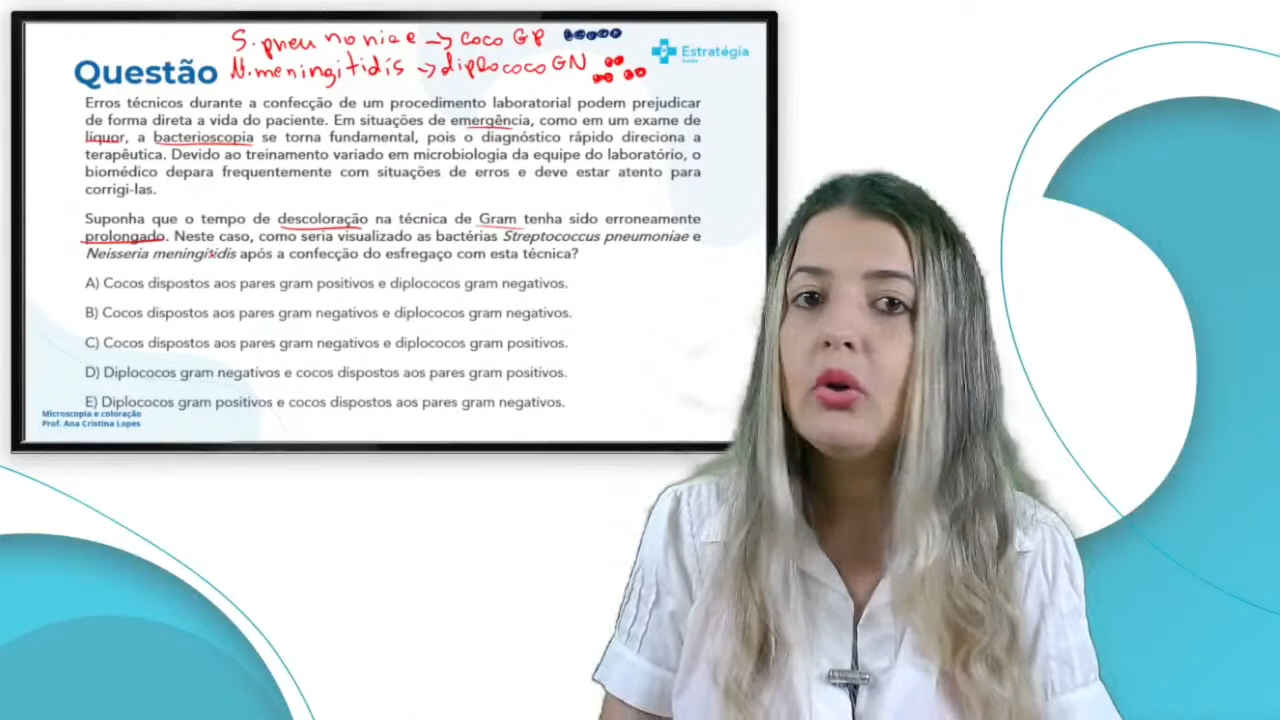 S. pneumoniae → coco GP
N. meningitidis → diplococo GN
Questão
Estratégia
Saúde
Erros técnicos durante a confecção de um procedimento laboratorial podem prejudicar
de forma direta a vida do paciente. Em situações de emergência, como em um exame de
líquor, a bacterioscopia se torna fundamental, pois o diagnóstico rápido direciona a
terapêutica. Devido ao treinamento variado em microbiologia da equipe do laboratório, o
biomédico depara frequentemente com situações de erros e deve estar atento para
corrigi-las.
Suponha que o tempo de descoloração na técnica de Gram tenha sido erroneamente
prolongado. Neste caso, como seria visualizado as bactérias Streptococcus pneumoniae e
Neisseria meningitidis após a confecção do esfregaço com esta técnica?
A) Cocos dispostos aos pares gram positivos e diplococos gram negativos.
B) Cocos dispostos aos pares gram negativos e diplococos gram negativos.
C) Cocos dispostos aos pares gram negativos e diplococos gram positivos.
D) Diplococos gram negativos e cocos dispostos aos pares gram positivos.
E) Diplococos gram positivos e cocos dispostos aos pares gram negativos.
Microscopia e coloração
Prof. Ana Cristina Lopes